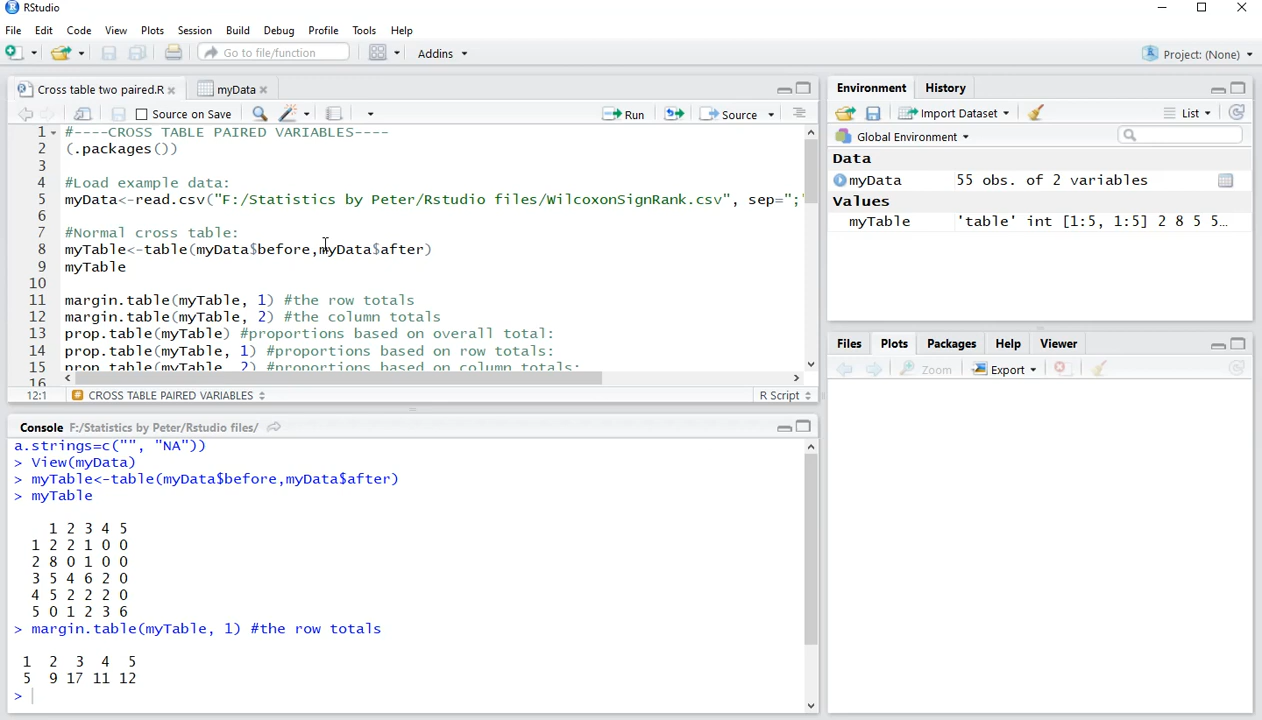 RStudio
File Edit Code View Plots Session Build Debug Profile Tools Help
Go to file/function Addins Project: (None)
Cross table two paired.R myData
Source on Save Run Source
1 #----CROSS TABLE PAIRED VARIABLES----
2 (.packages())
3
4 #Load example data:
5 myData<-read.csv("F:/Statistics by Peter/Rstudio files/WilcoxonSignRank.csv", sep=";"
6
7 #Normal cross table:
8 myTable<-table(myData$before,myData$after)
9 myTable
10
11 margin.table(myTable, 1) #the row totals
12 margin.table(myTable, 2) #the column totals
13 prop.table(myTable) #proportions based on overall total:
14 prop.table(myTable, 1) #proportions based on row totals:
15 prop.table(myTable, 2) #proportions based on column totals:
16
12:1 # CROSS TABLE PAIRED VARIABLES R Script
Console F:/Statistics by Peter/Rstudio files/
a.strings=c("", "NA"))
> View(myData)
> myTable<-table(myData$before,myData$after)
> myTable
1 2 3 4 5
1 2 2 1 0 0
2 8 0 1 0 0
3 5 4 6 2 0
4 5 2 2 2 0
5 0 1 2 3 6
> margin.table(myTable, 1) #the row totals
1 2 3 4 5
5 9 17 11 12
>
Environment History
Import Dataset List
Global Environment
Data
myData 55 obs. of 2 variables
Values
myTable 'table' int [1:5, 1:5] 2 8 5 5...
Files Plots Packages Help Viewer
Zoom Export